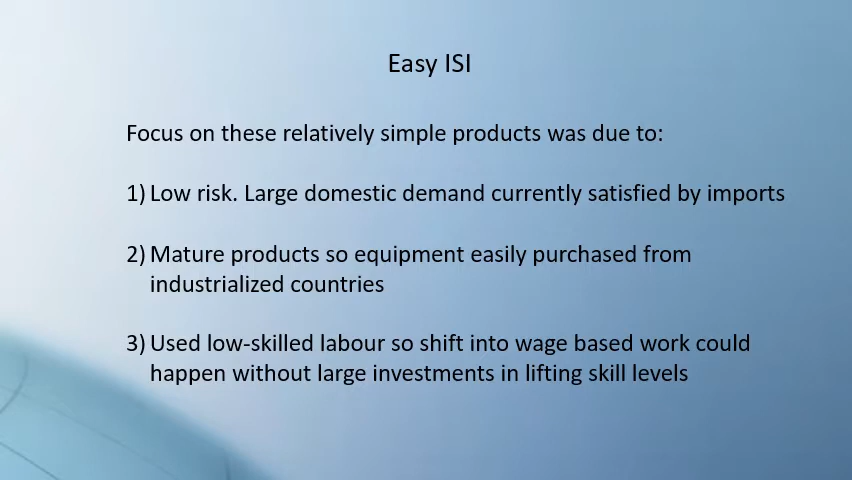 Easy ISI
Focus on these relatively simple products was due to:
1) Low risk. Large domestic demand currently satisfied by imports
2) Mature products so equipment easily purchased from
industrialized countries
3) Used low-skilled labour so shift into wage based work could
happen without large investments in lifting skill levels